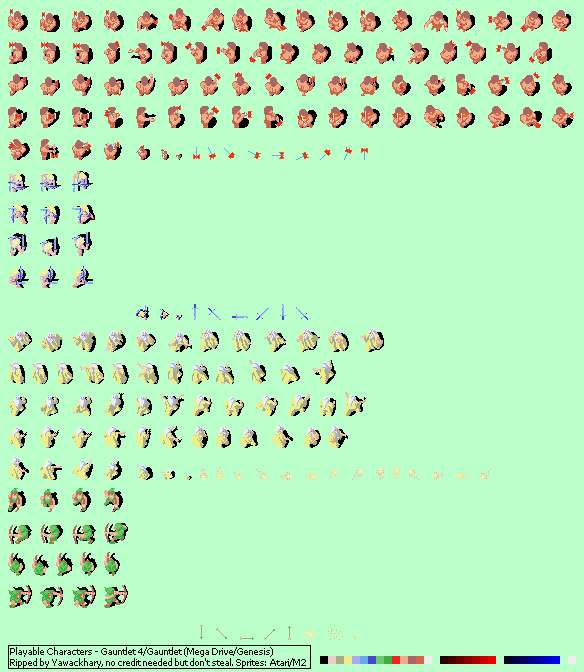 Playable Characters - Gauntlet 4/Gauntlet (Mega Drive/Genesis)
Ripped by Yawackhary, no credit needed but don't steal. Sprites: Atari/M2